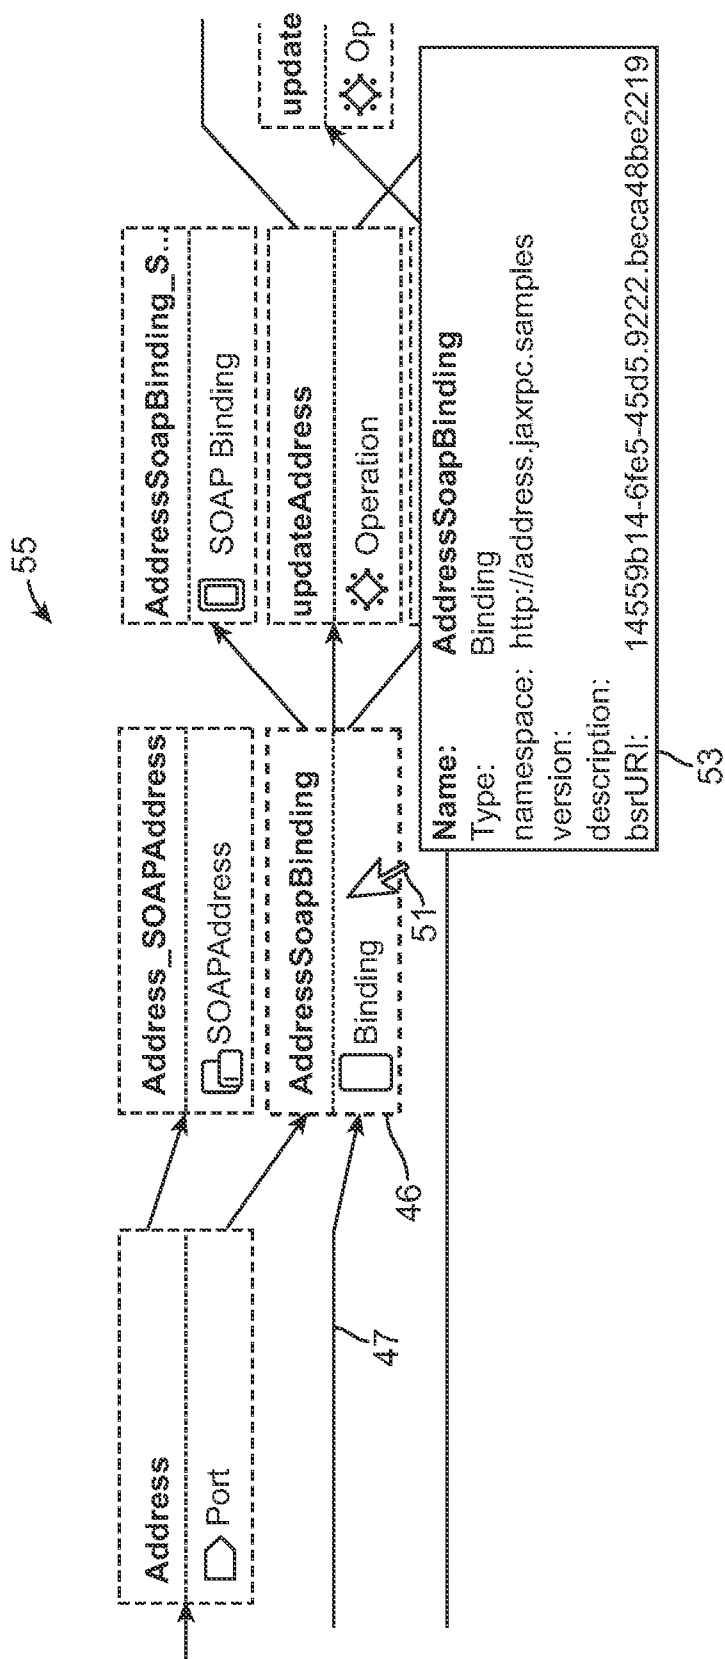 55
Address
Port
Address_SOAPAddress
SOAPAddress
AddressSoapBinding_S...
SOAP Binding
AddressSoapBinding
Binding
updateAddress
Operation
update
Op
47
46
51
Name: AddressSoapBinding
Type: Binding
namespace: http://address.jaxrpc.samples
version:
description:
bsrURI: 14559b14-6fe5-45d5.9222.beca48be2219
53